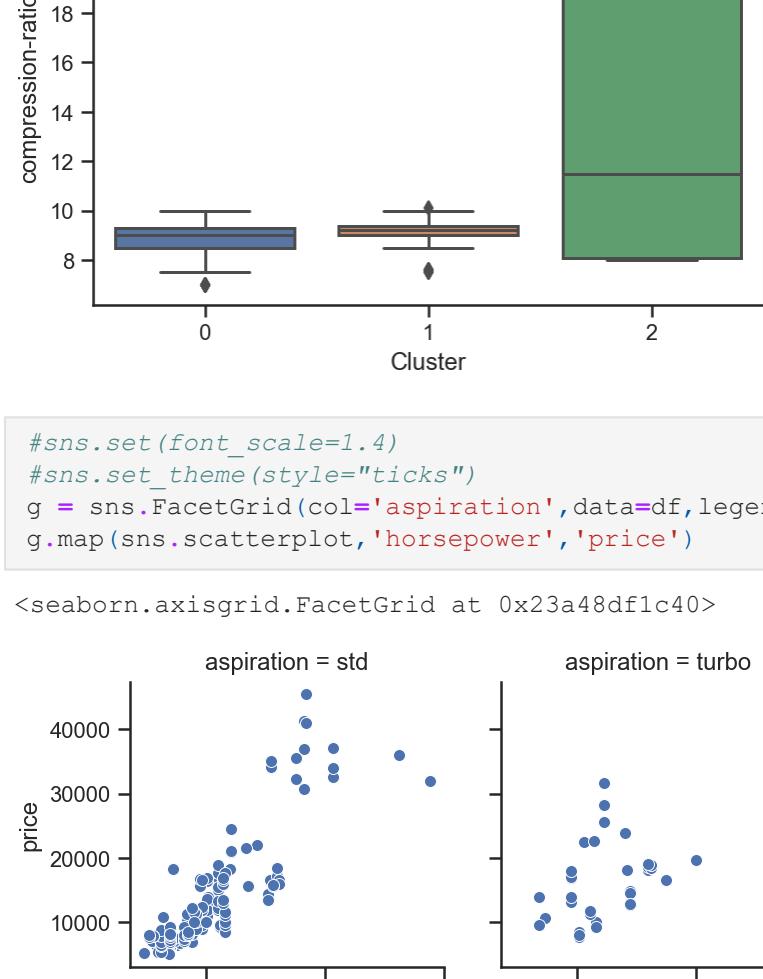 18
compression-ratio
16
14
12
10
8
0 1 2
Cluster
#sns.set(font_scale=1.4)
#sns.set_theme(style="ticks")
g = sns.FacetGrid(col='aspiration',data=df,lege
g.map(sns.scatterplot,'horsepower','price')
<seaborn.axisgrid.FacetGrid at 0x23a48df1c40>
aspiration = std aspiration = turbo
40000
30000
price
20000
10000